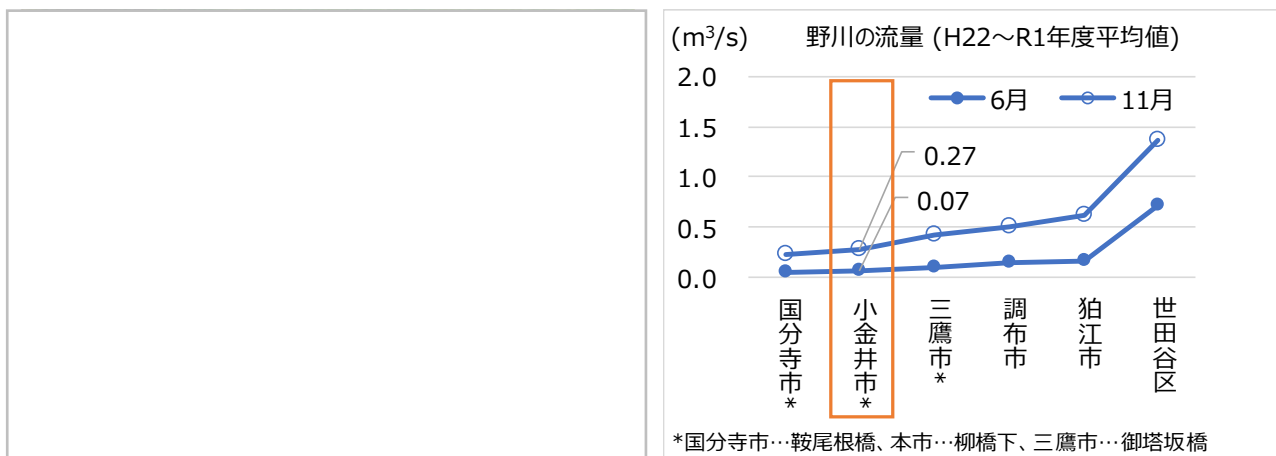 (m³/s) 野川の流量 (H22～R1年度平均値)
2.0
6月 11月
1.5
0.27
1.0
0.07
0.5
0.0
国分寺市*
小金井市*
三鷹市*
調布市
狛江市
世田谷区
*国分寺市…鞍尾根橋、本市…柳橋下、三鷹市…御塔坂橋